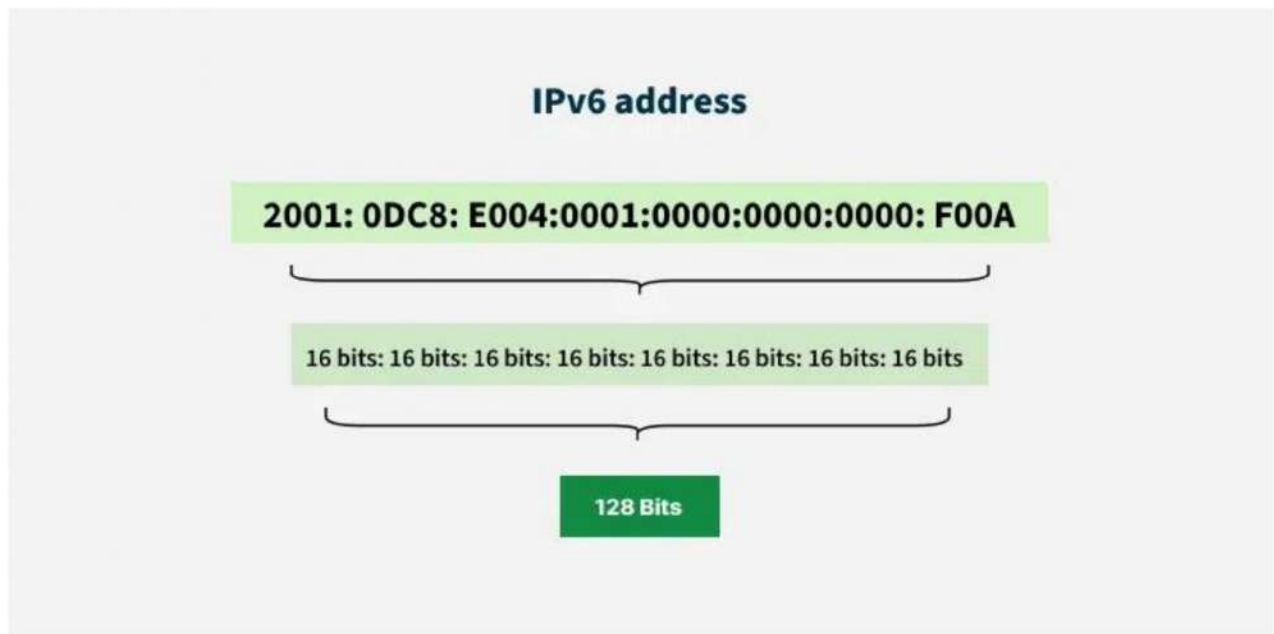 IPv6 address
2001: 0DC8: E004:0001:0000:0000:0000: F00A
16 bits: 16 bits: 16 bits: 16 bits: 16 bits: 16 bits: 16 bits: 16 bits
128 Bits